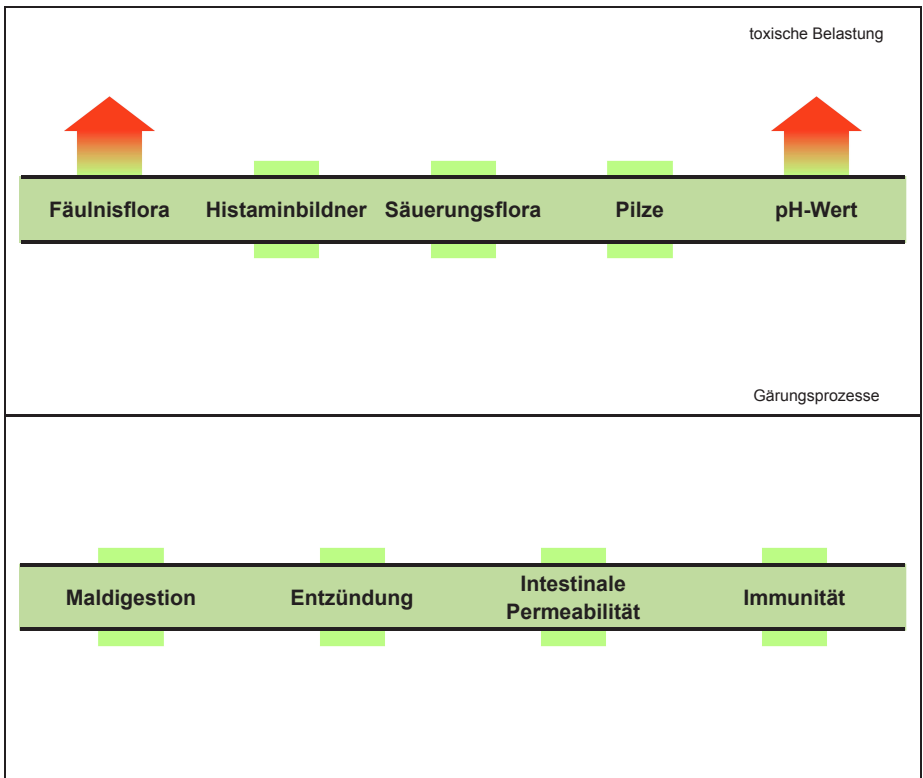 toxische Belastung
Fäulnisflora Histaminbildner Säuerungsflora Pilze pH-Wert
Gärungsprozesse
Maldigestion Entzündung Intestinale Permeabilität Immunität